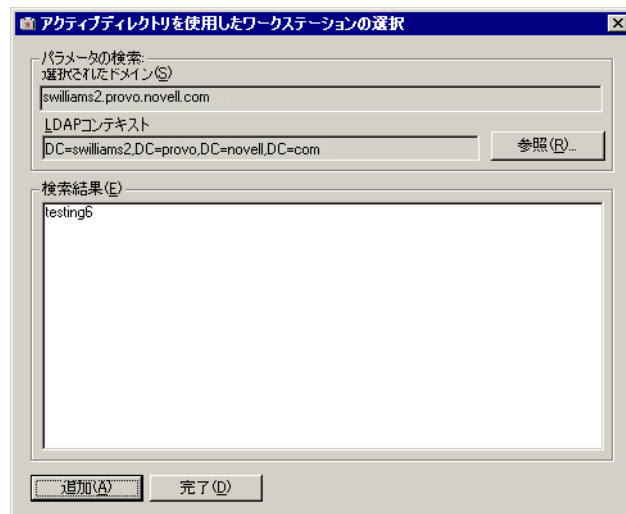 アクティブディレクトリを使用したワークステーションの選択
パラメータの検索:
選択されたドメイン(S)
swilliams2.provo.novell.com
LDAPコンテキスト
DC=swilliams2,DC=provo,DC=novell,DC=com
参照(R)...
検索結果(E)
testing6
追加(A)
完了(D)